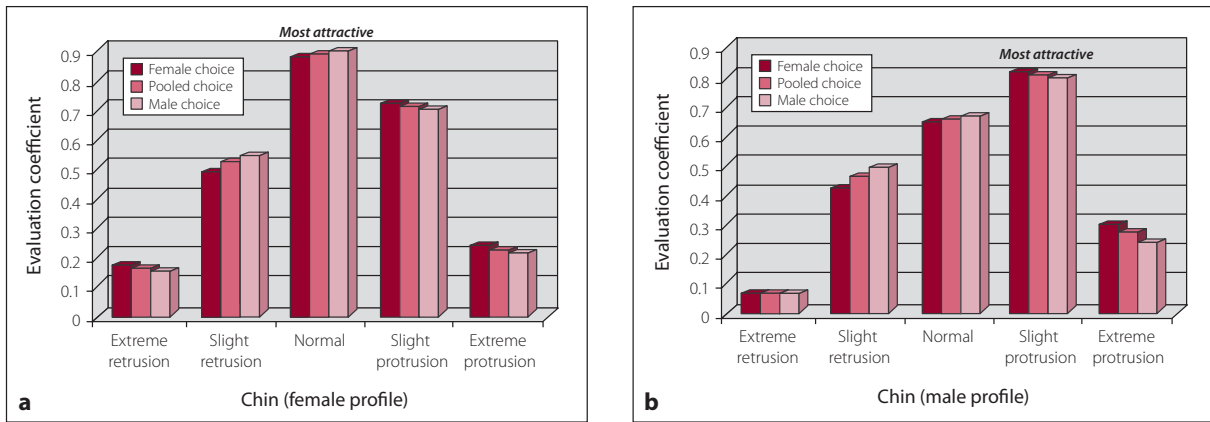 Most attractive
0.9
0.8
0.7
0.6
0.5
0.4
0.3
0.2
0.1
0
Evaluation coefficient
Female choice
Pooled choice
Male choice
Extreme retrusion
Slight retrusion
Normal
Slight protrusion
Extreme protrusion
Chin (female profile)
a
Most attractive
0.9
0.8
0.7
0.6
0.5
0.4
0.3
0.2
0.1
0
Evaluation coefficient
Female choice
Pooled choice
Male choice
Extreme retrusion
Slight retrusion
Normal
Slight protrusion
Extreme protrusion
Chin (male profile)
b